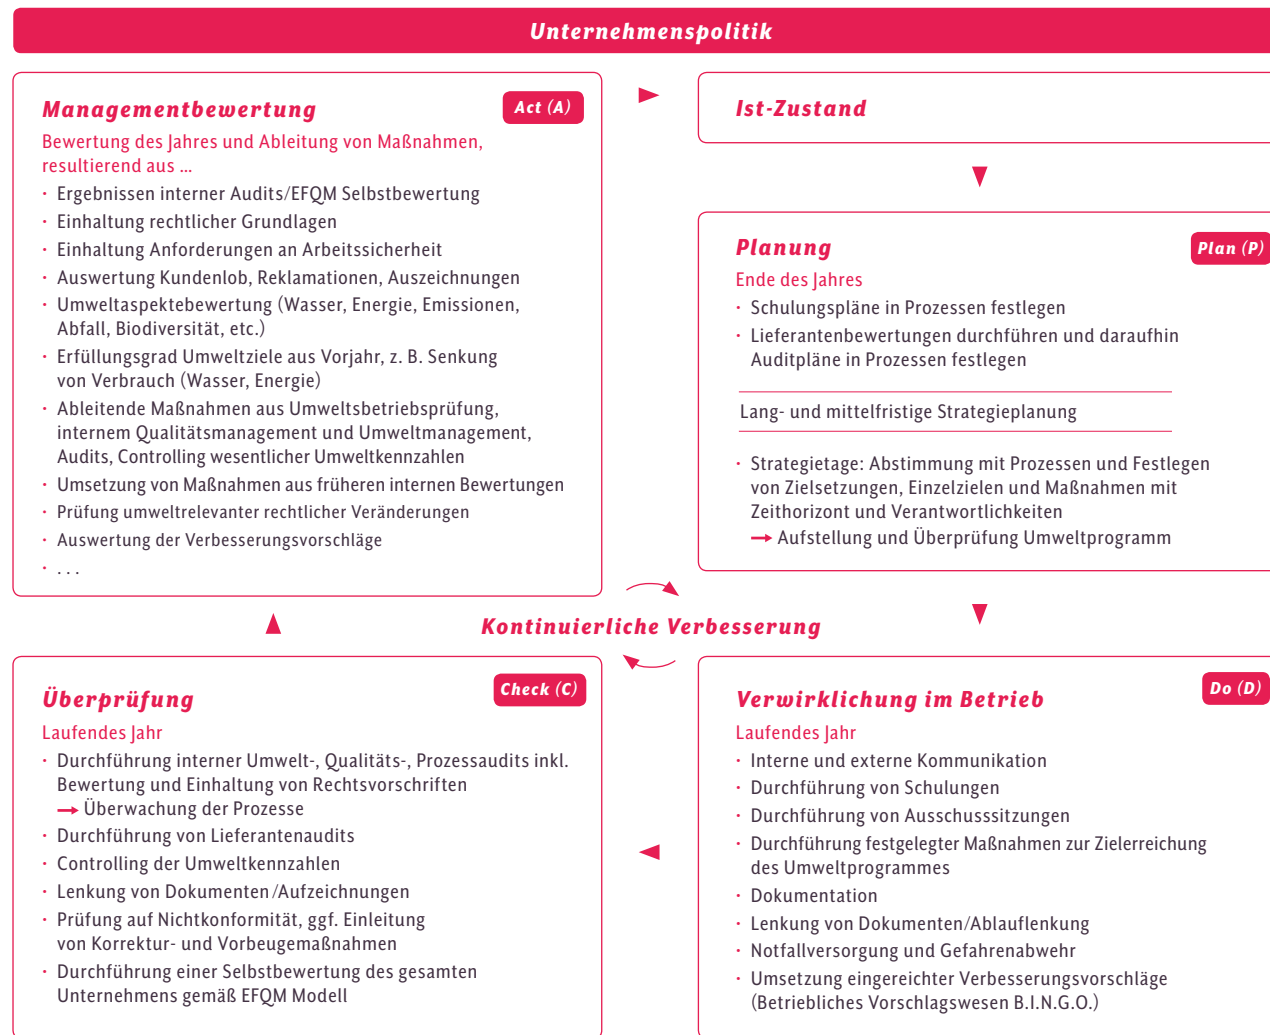 Unternehmenspolitik
Managementbewertung
Act (A)
Bewertung des Jahres und Ableitung von Maßnahmen,
resultierend aus ...
· Ergebnissen interner Audits/EFQM Selbstbewertung
· Einhaltung rechtlicher Grundlagen
· Einhaltung Anforderungen an Arbeitssicherheit
· Auswertung Kundenlob, Reklamationen, Auszeichnungen
· Umweltaspektebewertung (Wasser, Energie, Emissionen,
Abfall, Biodiversität, etc.)
· Erfüllungsgrad Umweltziele aus Vorjahr, z. B. Senkung
von Verbrauch (Wasser, Energie)
· Ableitende Maßnahmen aus Umweltsbetriebsprüfung,
internem Qualitätsmanagement und Umweltmanagement,
Audits, Controlling wesentlicher Umweltkennzahlen
· Umsetzung von Maßnahmen aus früheren internen Bewertungen
· Prüfung umweltrelevanter rechtlicher Veränderungen
· Auswertung der Verbesserungsvorschläge
· . . .
Ist-Zustand
Planung
Plan (P)
Ende des Jahres
· Schulungspläne in Prozessen festlegen
· Lieferantenbewertungen durchführen und daraufhin
Auditpläne in Prozessen festlegen
Lang- und mittelfristige Strategieplanung
· Strategietage: Abstimmung mit Prozessen und Festlegen
von Zielsetzungen, Einzelzielen und Maßnahmen mit
Zeithorizont und Verantwortlichkeiten
→ Aufstellung und Überprüfung Umweltprogramm
Kontinuierliche Verbesserung
Überprüfung
Check (C)
Laufendes Jahr
· Durchführung interner Umwelt-, Qualitäts-, Prozessaudits inkl.
Bewertung und Einhaltung von Rechtsvorschriften
→ Überwachung der Prozesse
· Durchführung von Lieferantenaudits
· Controlling der Umweltkennzahlen
· Lenkung von Dokumenten/Aufzeichnungen
· Prüfung auf Nichtkonformität, ggf. Einleitung
von Korrektur- und Vorbeugemaßnahmen
· Durchführung einer Selbstbewertung des gesamten
Unternehmens gemäß EFQM Modell
Verwirklichung im Betrieb
Do (D)
Laufendes Jahr
· Interne und externe Kommunikation
· Durchführung von Schulungen
· Durchführung von Ausschusssitzungen
· Durchführung festgelegter Maßnahmen zur Zielerreichung
des Umweltprogrammes
· Dokumentation
· Lenkung von Dokumenten/Ablauflenkung
· Notfallversorgung und Gefahrenabwehr
· Umsetzung eingereichter Verbesserungsvorschläge
(Betriebliches Vorschlagswesen B.I.N.G.O.)